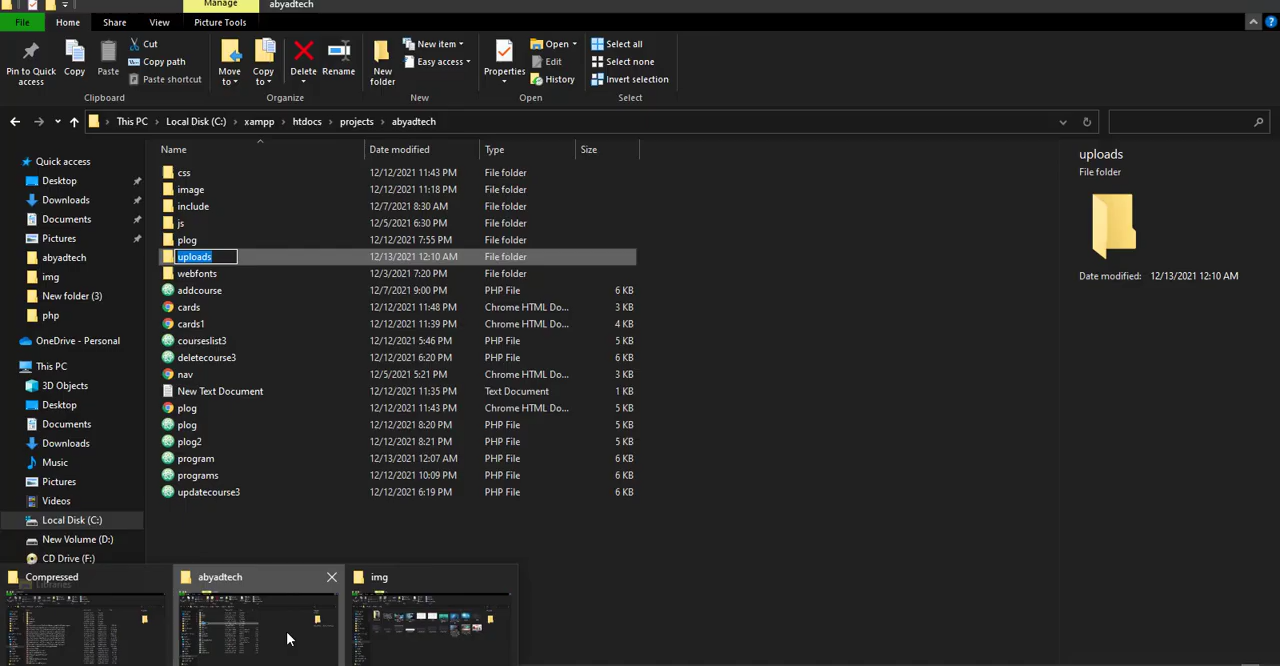 Manage abyadtech
File Home Share View Picture Tools
Pin to Quick access
Copy
Paste
Cut
Copy path
Paste shortcut
Clipboard
Move to
Copy to
Delete
Rename
Organize
New folder
New item
Easy access
New
Properties
Open
Edit
History
Open
Select all
Select none
Invert selection
Select
This PC Local Disk (C:) xampp htdocs projects abyadtech
Name Date modified Type Size
Quick access
Desktop
Downloads
Documents
Pictures
abyadtech
img
New folder (3)
php
OneDrive - Personal
This PC
3D Objects
Desktop
Documents
Downloads
Music
Pictures
Videos
Local Disk (C:)
New Volume (D:)
CD Drive (F:)
Libraries
css 12/12/2021 11:43 PM File folder
image 12/12/2021 11:18 PM File folder
include 12/7/2021 8:30 AM File folder
js 12/5/2021 6:30 PM File folder
plog 12/12/2021 7:55 PM File folder
uploads 12/13/2021 12:10 AM File folder
webfonts 12/3/2021 7:20 PM File folder
addcourse 12/7/2021 9:00 PM PHP File 6 KB
cards 12/12/2021 11:48 PM Chrome HTML Do... 3 KB
cards1 12/12/2021 11:39 PM Chrome HTML Do... 4 KB
courseslist3 12/12/2021 5:46 PM PHP File 5 KB
deletecourse3 12/12/2021 6:20 PM PHP File 5 KB
nav 12/5/2021 5:21 PM Chrome HTML Do... 3 KB
New Text Document 12/12/2021 11:35 PM Text Document 1 KB
plog 12/12/2021 11:43 PM Chrome HTML Do... 5 KB
plog 12/12/2021 8:20 PM PHP File 5 KB
plog2 12/12/2021 8:21 PM PHP File 6 KB
program 12/13/2021 12:07 AM PHP File 6 KB
programs 12/12/2021 10:09 PM PHP File 6 KB
updatecourse3 12/12/2021 6:19 PM PHP File 6 KB
uploads
File folder
Date modified: 12/13/2021 12:10 AM
Compressed abyadtech img